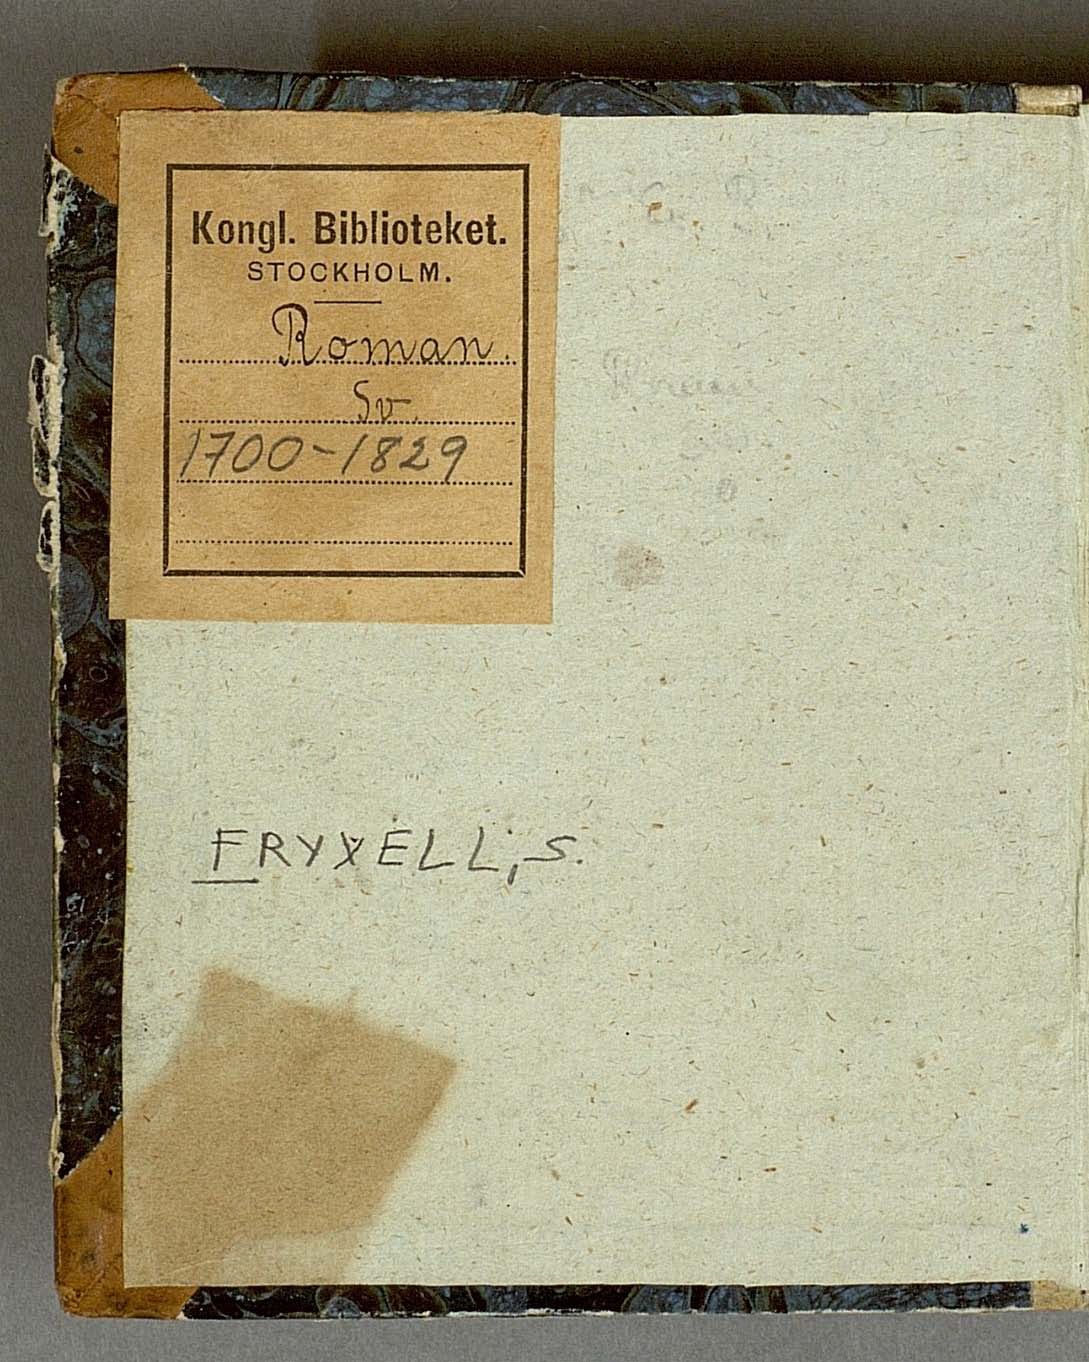 Kongl. Biblioteket.
STOCKHOLM.
Roman.
Sv.
1700-1829
FRYXELL, S.